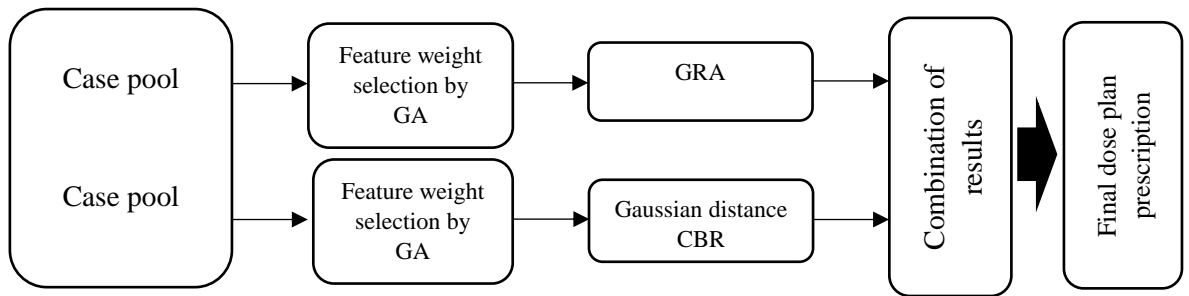 Case pool
Feature weight
selection by
GA
GRA
Case pool
Feature weight
selection by
GA
Gaussian distance
CBR
Combination of
results
Final dose plan
prescription